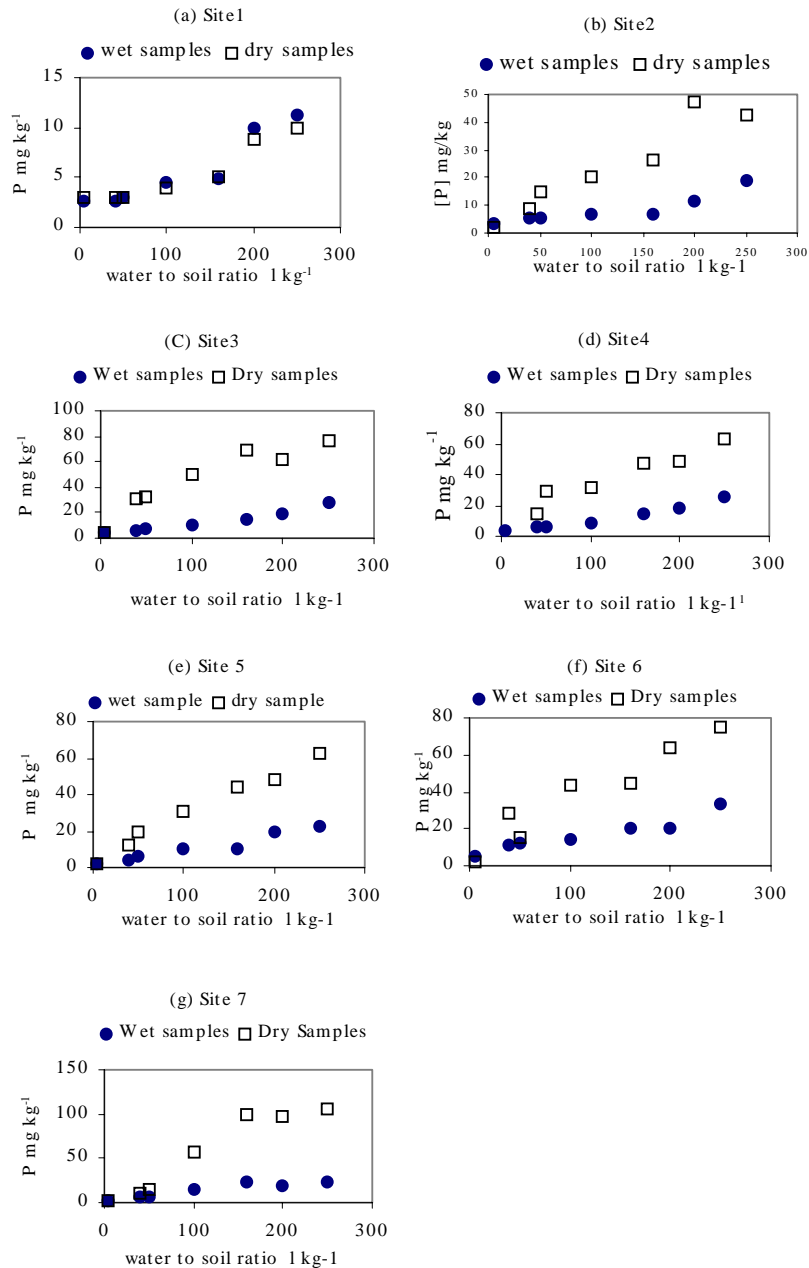 (a) Site1
wet samples dry samples
15
10
5
0
0 100 200 300
P mg kg-1
water to soil ratio l kg-1
(b) Site2
wet samples dry samples
50
40
30
20
10
0
0 50 100 150 200 250 300
[P] mg/kg
water to soil ratio l kg-1
(C) Site3
Wet samples Dry samples
100
80
60
40
20
0
0 100 200 300
P mg kg-1
water to soil ratio l kg-1
(d) Site4
Wet samples Dry samples
80
60
40
20
0
0 100 200 300
P mg kg-1
water to soil ratio l kg-1¹
(e) Site 5
wet sample dry sample
80
60
40
20
0
0 100 200 300
P mg kg-1
water to soil ratio l kg-1
(f) Site 6
Wet samples Dry samples
80
60
40
20
0
0 100 200 300
P mg kg-1
water to soil ratio l kg-1
(g) Site 7
Wet samples Dry Samples
150
100
50
0
0 100 200 300
P mg kg-1
water to soil ratio l kg-1